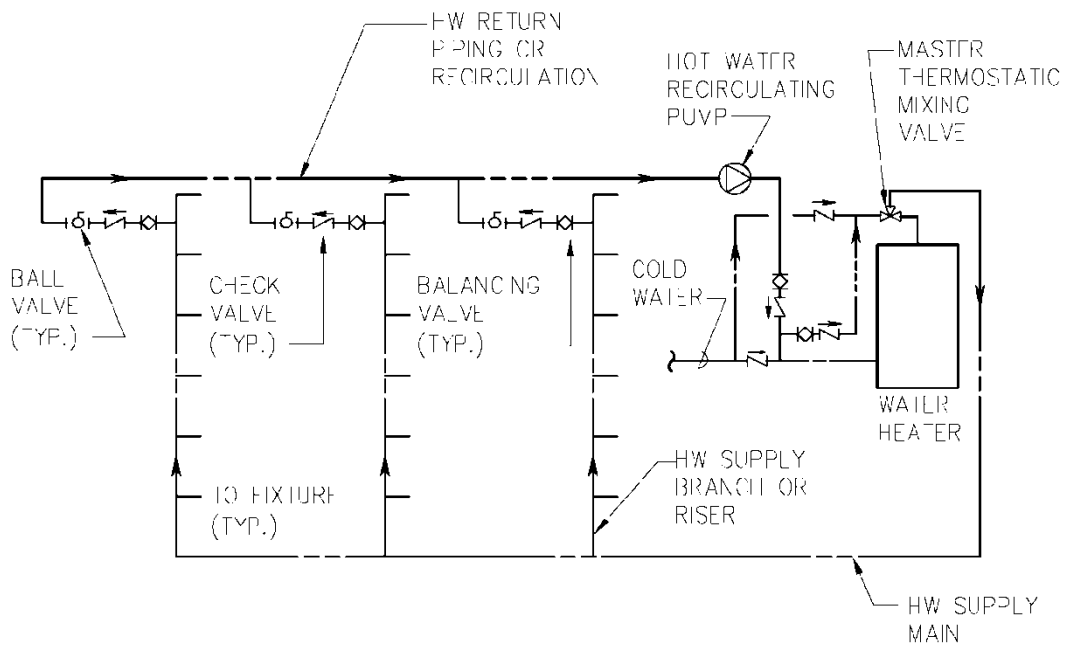 HW RETURN
PIPING OR
RECIRCULATION
HOT WATER
RECIRCULATING
PUMP
MASTER
THERMOSTATIC
MIXING
VALVE
BALL
VALVE
(TYP.)
CHECK
VALVE
(TYP.)
BALANCING
VALVE
(TYP.)
COLD
WATER
WATER
HEATER
TO FIXTURE
(TYP.)
HW SUPPLY
BRANCH OR
RISER
HW SUPPLY
MAIN